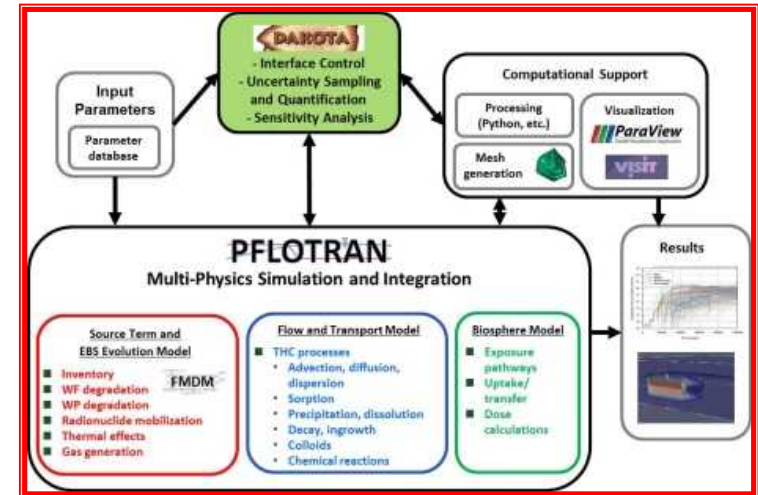 DAKOTA
- Interface Control
- Uncertainty Sampling
and Quantification
- Sensitivity Analysis
Input
Parameters
Parameter
database
Computational Support
Processing
(Python, etc.)
Mesh
generation
Visualization
ParaView
VisIt
PFLOTRAN
Multi-Physics Simulation and Integration
Source Term and
EBS Evolution Model
Inventory
WF degradation
FMDM
WP degradation
Radionuclide mobilization
Thermal effects
Gas generation
Flow and Transport Model
THC processes
• Advection, diffusion,
dispersion
• Sorption
• Precipitation, dissolution
• Decay, ingrowth
• Colloids
• Chemical reactions
Biosphere Model
Exposure
pathways
Uptake/
transfer
Dose
calculations
Results